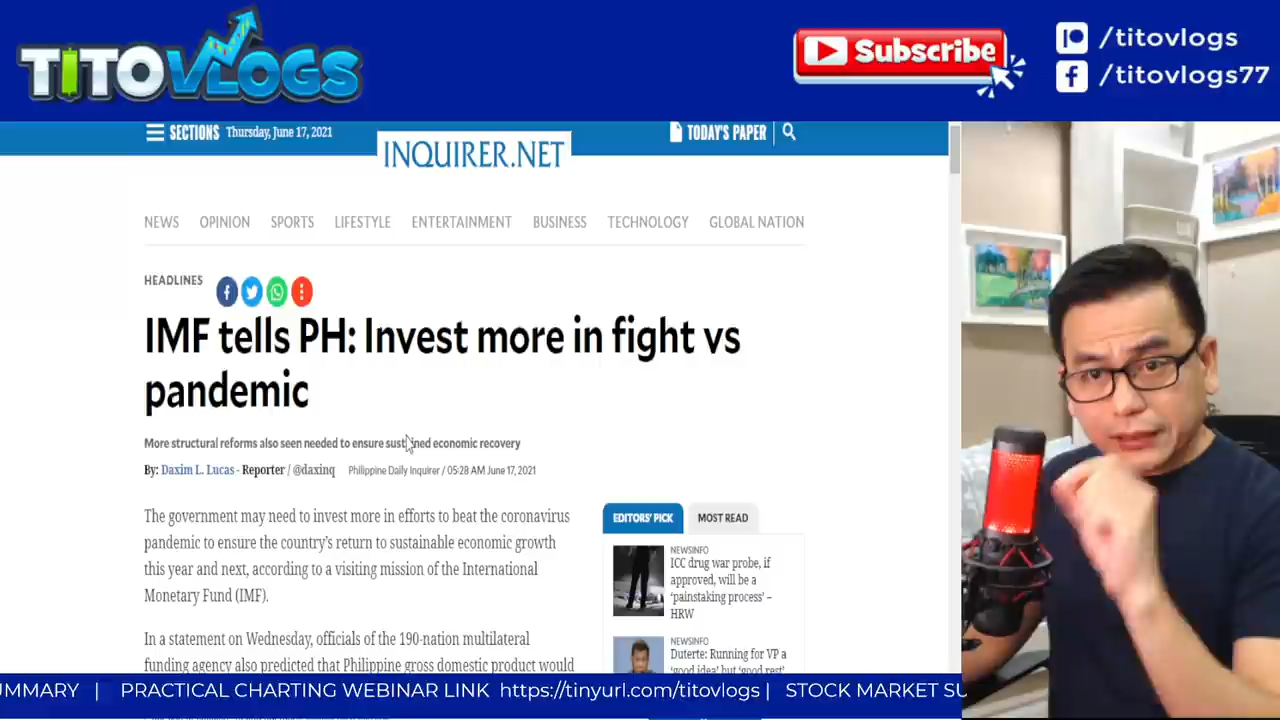 TITOVLOGS
Subscribe
/titovlogs
/titovlogs77
SECTIONS Thursday, June 17, 2021
INQUIRER.NET
TODAY'S PAPER
NEWS OPINION SPORTS LIFESTYLE ENTERTAINMENT BUSINESS TECHNOLOGY GLOBAL NATION
HEADLINES
IMF tells PH: Invest more in fight vs
pandemic
More structural reforms also seen needed to ensure sustained economic recovery
By: Daxim L. Lucas - Reporter / @daxinq Philippine Daily Inquirer / 05:28 AM June 17, 2021
The government may need to invest more in efforts to beat the coronavirus
pandemic to ensure the country's return to sustainable economic growth
this year and next, according to a visiting mission of the International
Monetary Fund (IMF).
In a statement on Wednesday, officials of the 190-nation multilateral
funding agency also predicted that Philippine gross domestic product would
EDITORS' PICK MOST READ
NEWSINFO
ICC drug war probe, if
approved, will be a
'painstaking process' –
HRW
NEWSINFO
Duterte: Running for VP a
'good idea' but 'good rest'
UMMARY | PRACTICAL CHARTING WEBINAR LINK https://tinyurl.com/titovlogs | STOCK MARKET SU